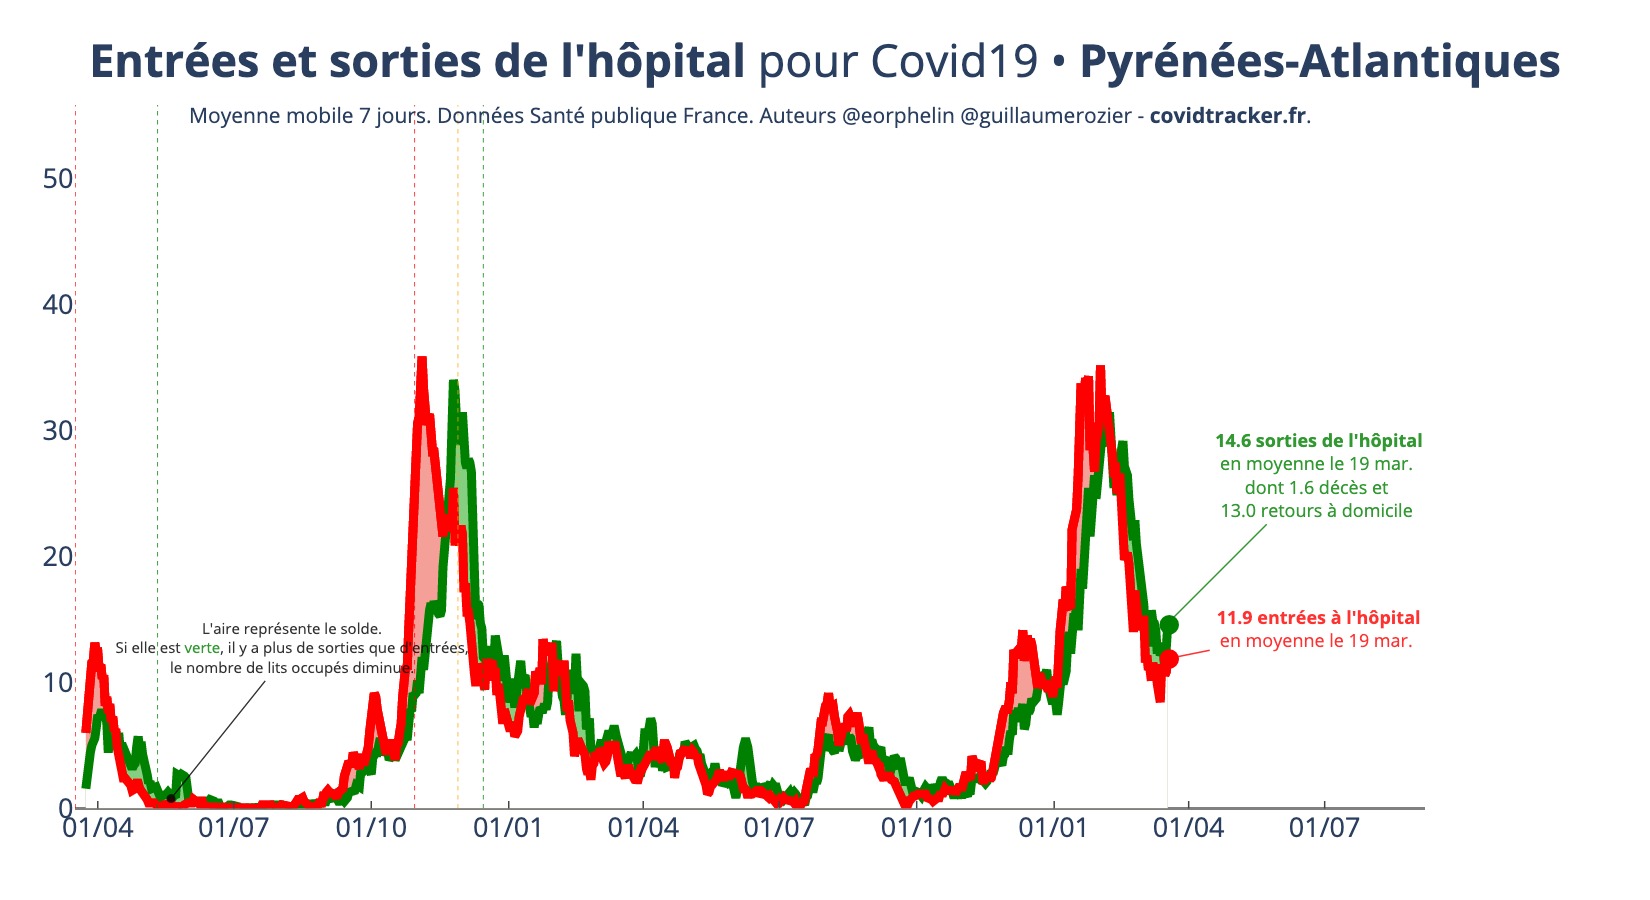 Entrées et sorties de l'hôpital pour Covid19 • Pyrénées-Atlantiques
Moyenne mobile 7 jours. Données Santé publique France. Auteurs @eorphelin @guillaumerozier - covidtracker.fr.
50
40
30
20
10
0
14.6 sorties de l'hôpital
en moyenne le 19 mar.
dont 1.6 décès et
13.0 retours à domicile
11.9 entrées à l'hôpital
en moyenne le 19 mar.
L'aire représente le solde.
Si elle est verte, il y a plus de sorties que d'entrées,
le nombre de lits occupés diminue.
01/04 01/07 01/10 01/01 01/04 01/07 01/10 01/01 01/04 01/07